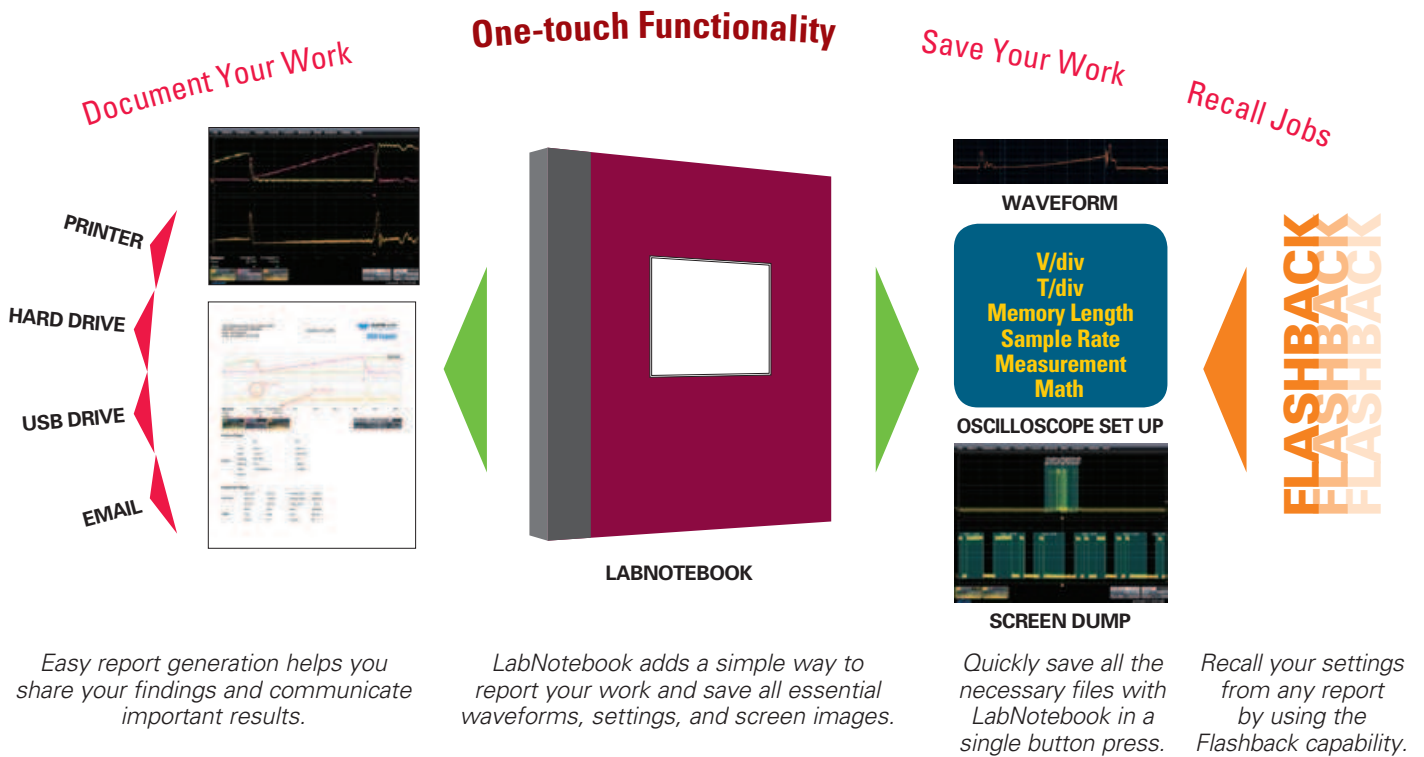 One-touch Functionality
Document Your Work
Save Your Work
Recall Jobs
PRINTER
HARD DRIVE
USB DRIVE
EMAIL
LABNOTEBOOK
WAVEFORM
V/div
T/div
Memory Length
Sample Rate
Measurement
Math
OSCILLOSCOPE SET UP
SCREEN DUMP
FLASHBACK
FLASHBACK
FLASHBACK
Easy report generation helps you
share your findings and communicate
important results.
LabNotebook adds a simple way to
report your work and save all essential
waveforms, settings, and screen images.
Quickly save all the
necessary files with
LabNotebook in a
single button press.
Recall your settings
from any report
by using the
Flashback capability.